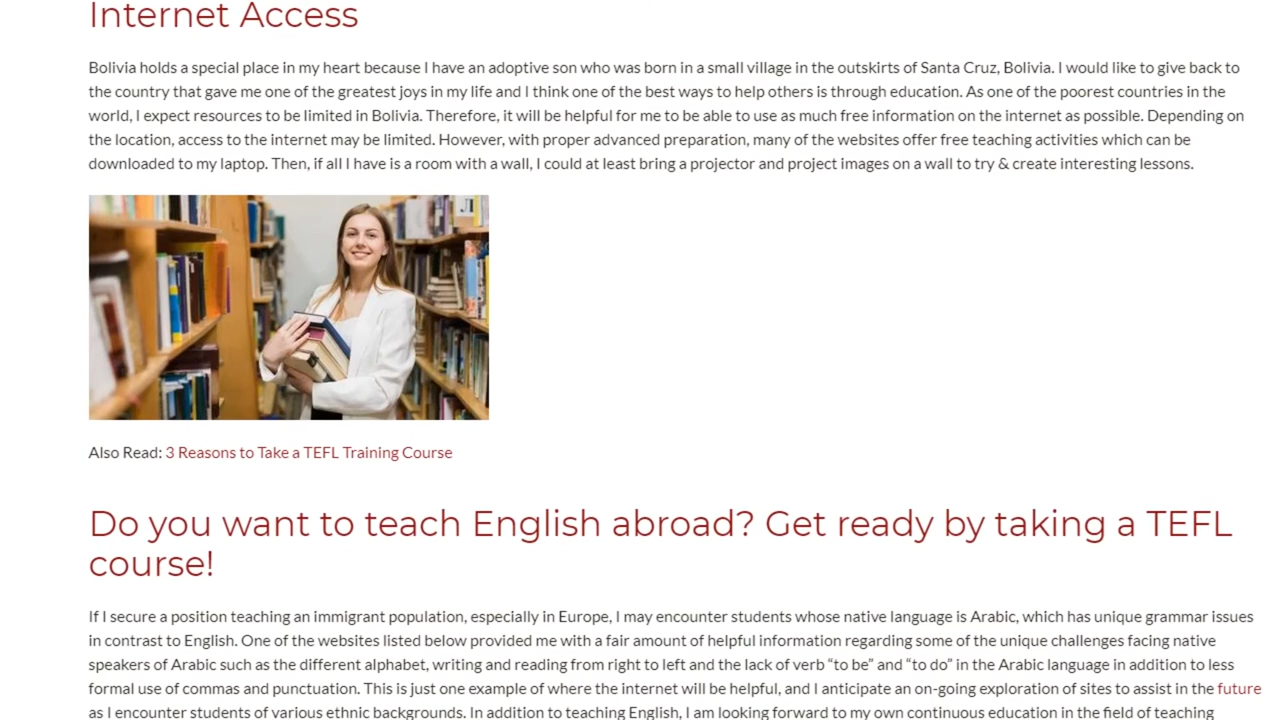 Internet Access
Bolivia holds a special place in my heart because I have an adoptive son who was born in a small village in the outskirts of Santa Cruz, Bolivia. I would like to give back to
the country that gave me one of the greatest joys in my life and I think one of the best ways to help others is through education. As one of the poorest countries in the
world, I expect resources to be limited in Bolivia. Therefore, it will be helpful for me to be able to use as much free information on the internet as possible. Depending on
the location, access to the internet may be limited. However, with proper advanced preparation, many of the websites offer free teaching activities which can be
downloaded to my laptop. Then, if all I have is a room with a wall, I could at least bring a projector and project images on a wall to try & create interesting lessons.
Also Read: 3 Reasons to Take a TEFL Training Course
Do you want to teach English abroad? Get ready by taking a TEFL
course!
If I secure a position teaching an immigrant population, especially in Europe, I may encounter students whose native language is Arabic, which has unique grammar issues
in contrast to English. One of the websites listed below provided me with a fair amount of helpful information regarding some of the unique challenges facing native
speakers of Arabic such as the different alphabet, writing and reading from right to left and the lack of verb “to be” and “to do” in the Arabic language in addition to less
formal use of commas and punctuation. This is just one example of where the internet will be helpful, and I anticipate an on-going exploration of sites to assist in the future
as I encounter students of various ethnic backgrounds. In addition to teaching English, I am looking forward to my own continuous education in the field of teaching